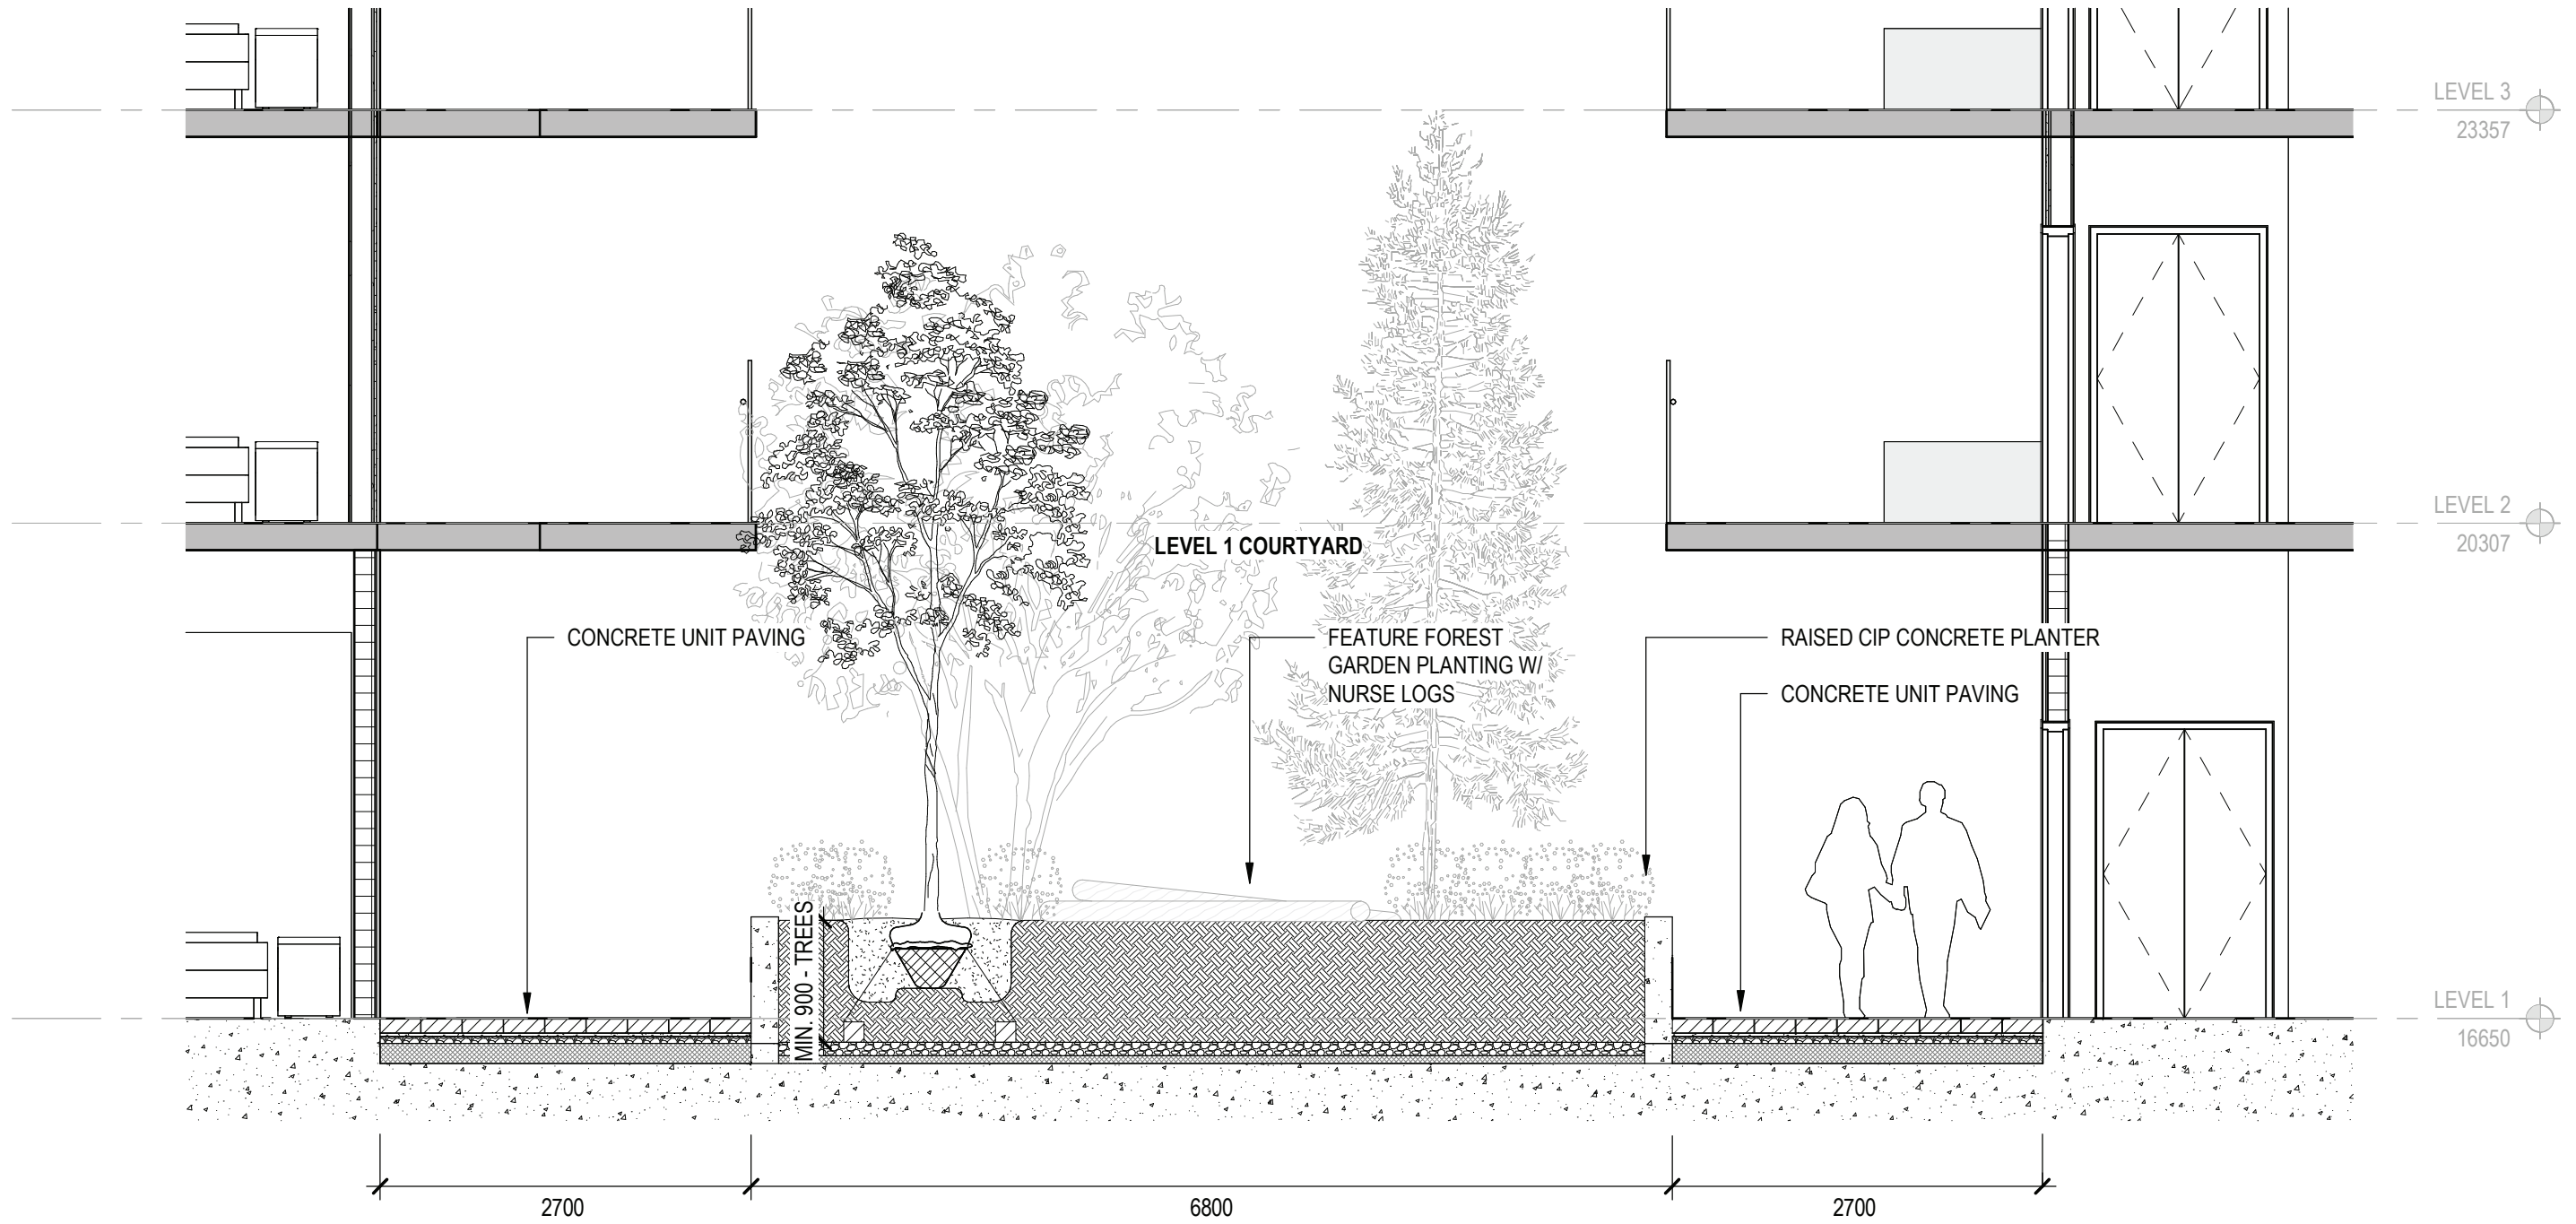 LEVEL 3
23357
LEVEL 2
20307
LEVEL 1 COURTYARD
CONCRETE UNIT PAVING
FEATURE FOREST
GARDEN PLANTING W/
NURSE LOGS
RAISED CIP CONCRETE PLANTER
CONCRETE UNIT PAVING
MIN. 900 - TREES
LEVEL 1
16650
2700
6800
2700